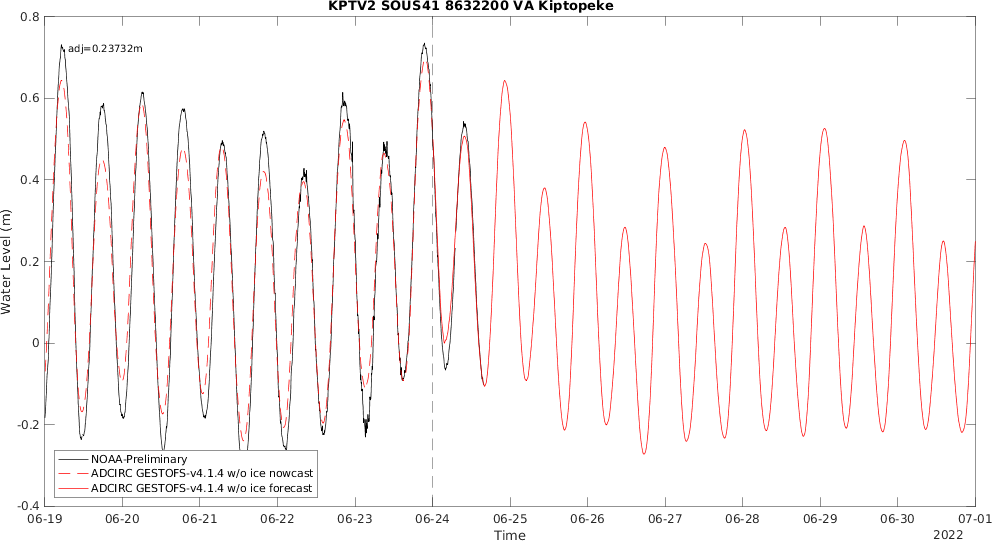 KPTV2 SOUS41 8632200 VA Kiptopeke
adj=0.23732m
0.8
0.6
0.4
0.2
0
-0.2
-0.4
Water Level (m)
NOAA-Preliminary
ADCIRC GESTOFS-v4.1.4 w/o ice nowcast
ADCIRC GESTOFS-v4.1.4 w/o ice forecast
06-19 06-20 06-21 06-22 06-23 06-24 06-25 06-26 06-27 06-28 06-29 06-30 07-01
Time
2022